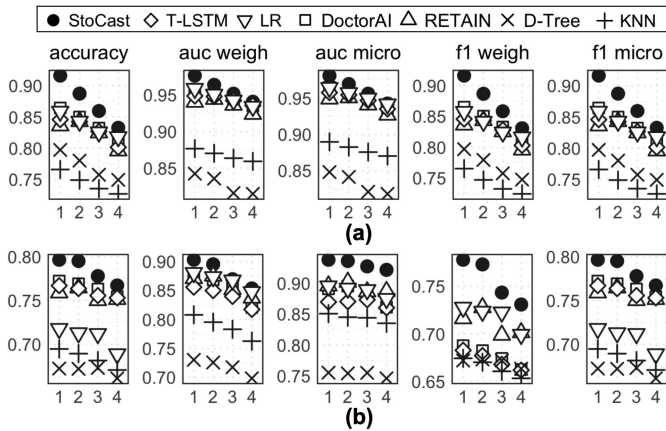 StoCast T-LSTM LR DoctorAI RETAIN D-Tree KNN
accuracy auc weigh auc micro f1 weigh f1 micro
0.90 0.85 0.80 0.75
0.95 0.90 0.85
0.95 0.90 0.85
0.90 0.85 0.80 0.75
0.90 0.85 0.80 0.75
1 2 3 4 1 2 3 4 1 2 3 4 1 2 3 4 1 2 3 4
(a)
0.80 0.75 0.70
0.90 0.85 0.80 0.75 0.70
0.95 0.90 0.85 0.80 0.75
0.75 0.70 0.65
0.80 0.75 0.70
1 2 3 4 1 2 3 4 1 2 3 4 1 2 3 4 1 2 3 4
(b)